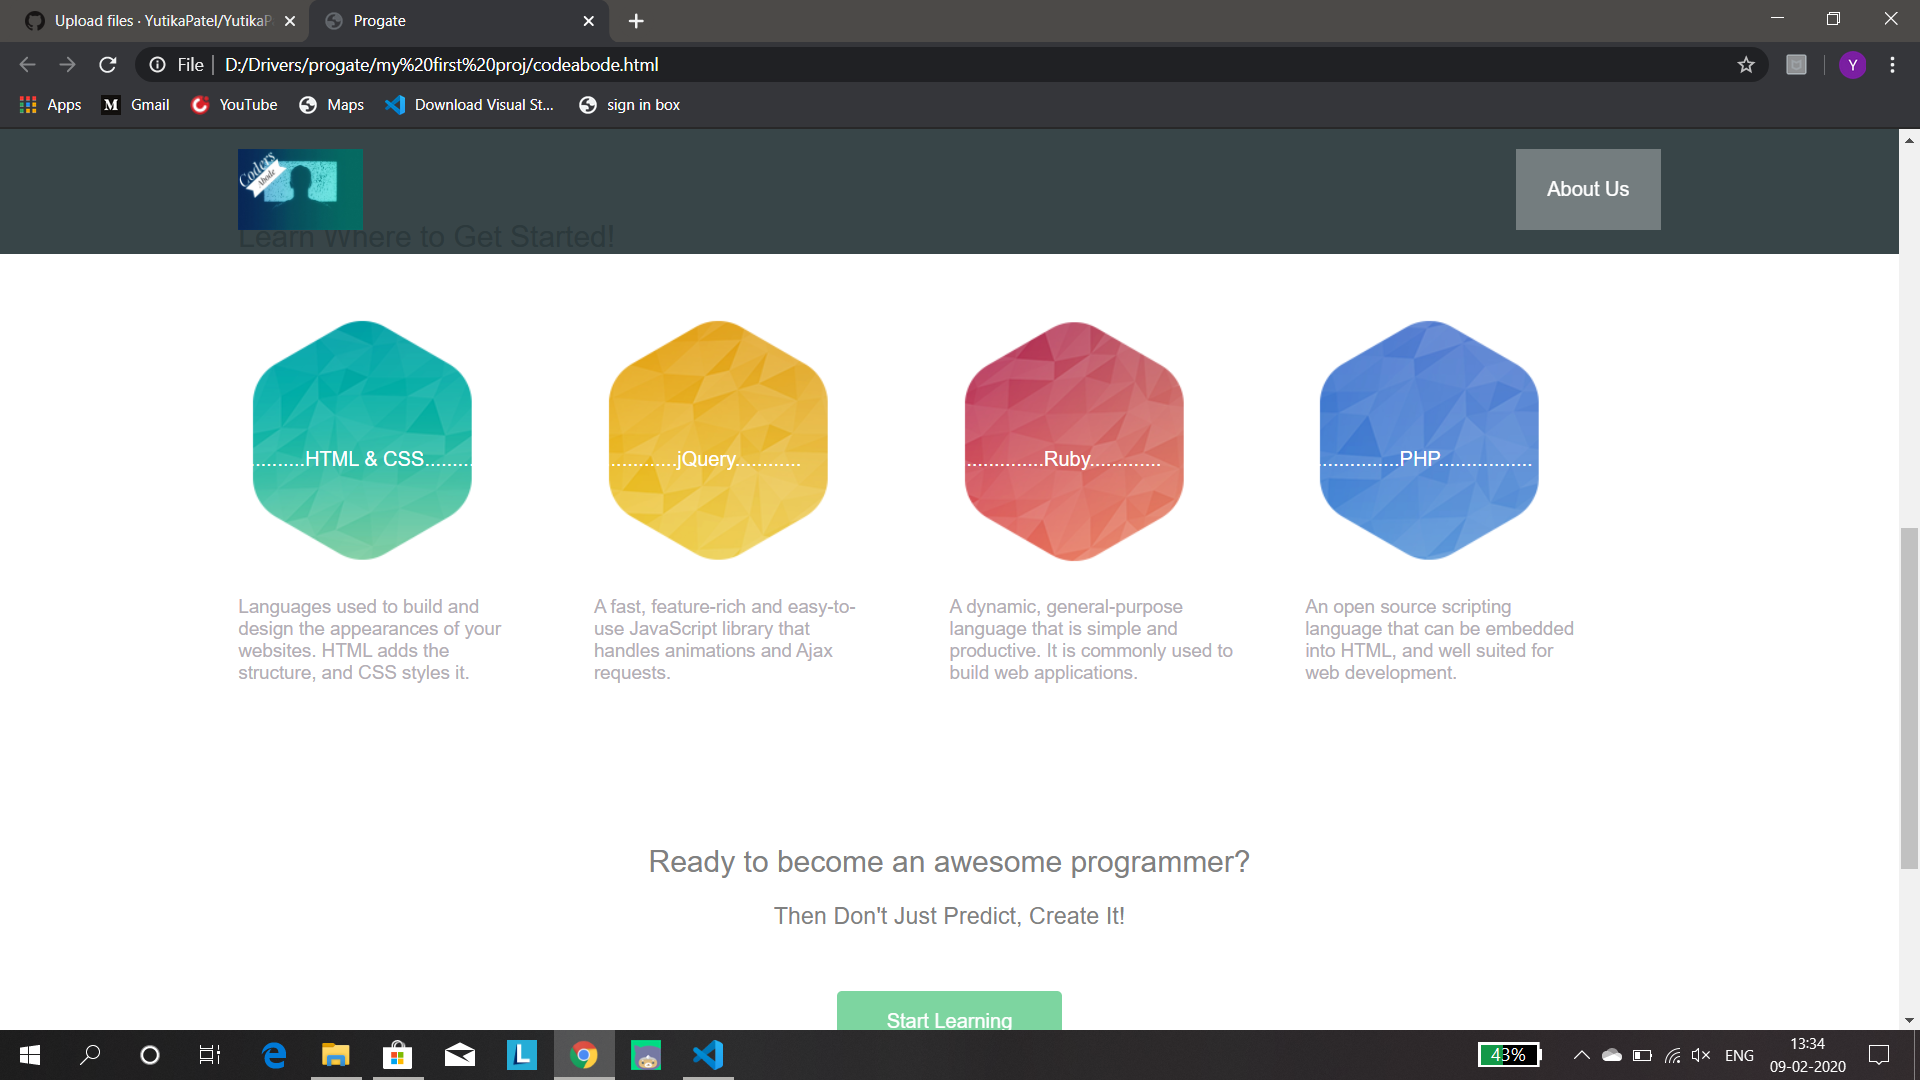 Upload files · YutikaPatel/YutikaP
Progate
File
D:/Drivers/progate/my%20first%20proj/codeabode.html
Y
Apps
M Gmail
YouTube
Maps
Download Visual St...
sign in box
Coders
Abode
About Us
Learn Where to Get Started!
..........HTML & CSS.........
.............jQuery.............
...............Ruby..............
................PHP..................
Languages used to build and
design the appearances of your
websites. HTML adds the
structure, and CSS styles it.
A fast, feature-rich and easy-to-
use JavaScript library that
handles animations and Ajax
requests.
A dynamic, general-purpose
language that is simple and
productive. It is commonly used to
build web applications.
An open source scripting
language that can be embedded
into HTML, and well suited for
web development.
Ready to become an awesome programmer?
Then Don't Just Predict, Create It!
Start Learning
L
43%
ENG
13:34
09-02-2020